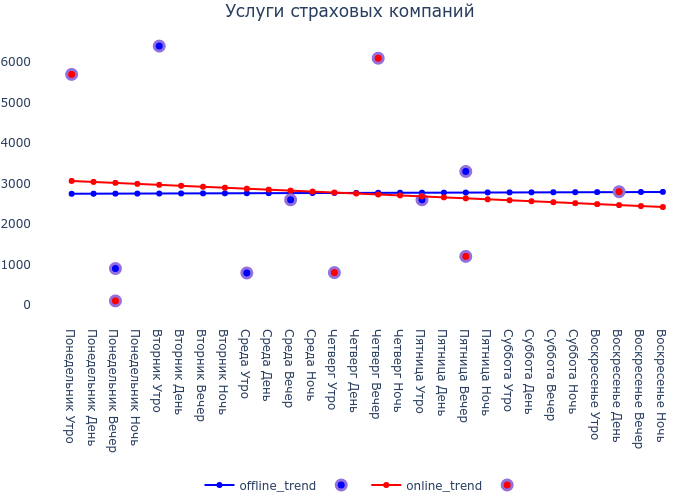 Услуги страховых компаний
6000
5000
4000
3000
2000
1000
0
Понедельник Утро
Понедельник День
Понедельник Вечер
Понедельник Ночь
Вторник Утро
Вторник День
Вторник Вечер
Вторник Ночь
Среда Утро
Среда День
Среда Вечер
Среда Ночь
Четверг Утро
Четверг День
Четверг Вечер
Четверг Ночь
Пятница Утро
Пятница День
Пятница Вечер
Пятница Ночь
Суббота Утро
Суббота День
Суббота Вечер
Суббота Ночь
Воскресенье Утро
Воскресенье День
Воскресенье Вечер
Воскресенье Ночь
offline_trend online_trend